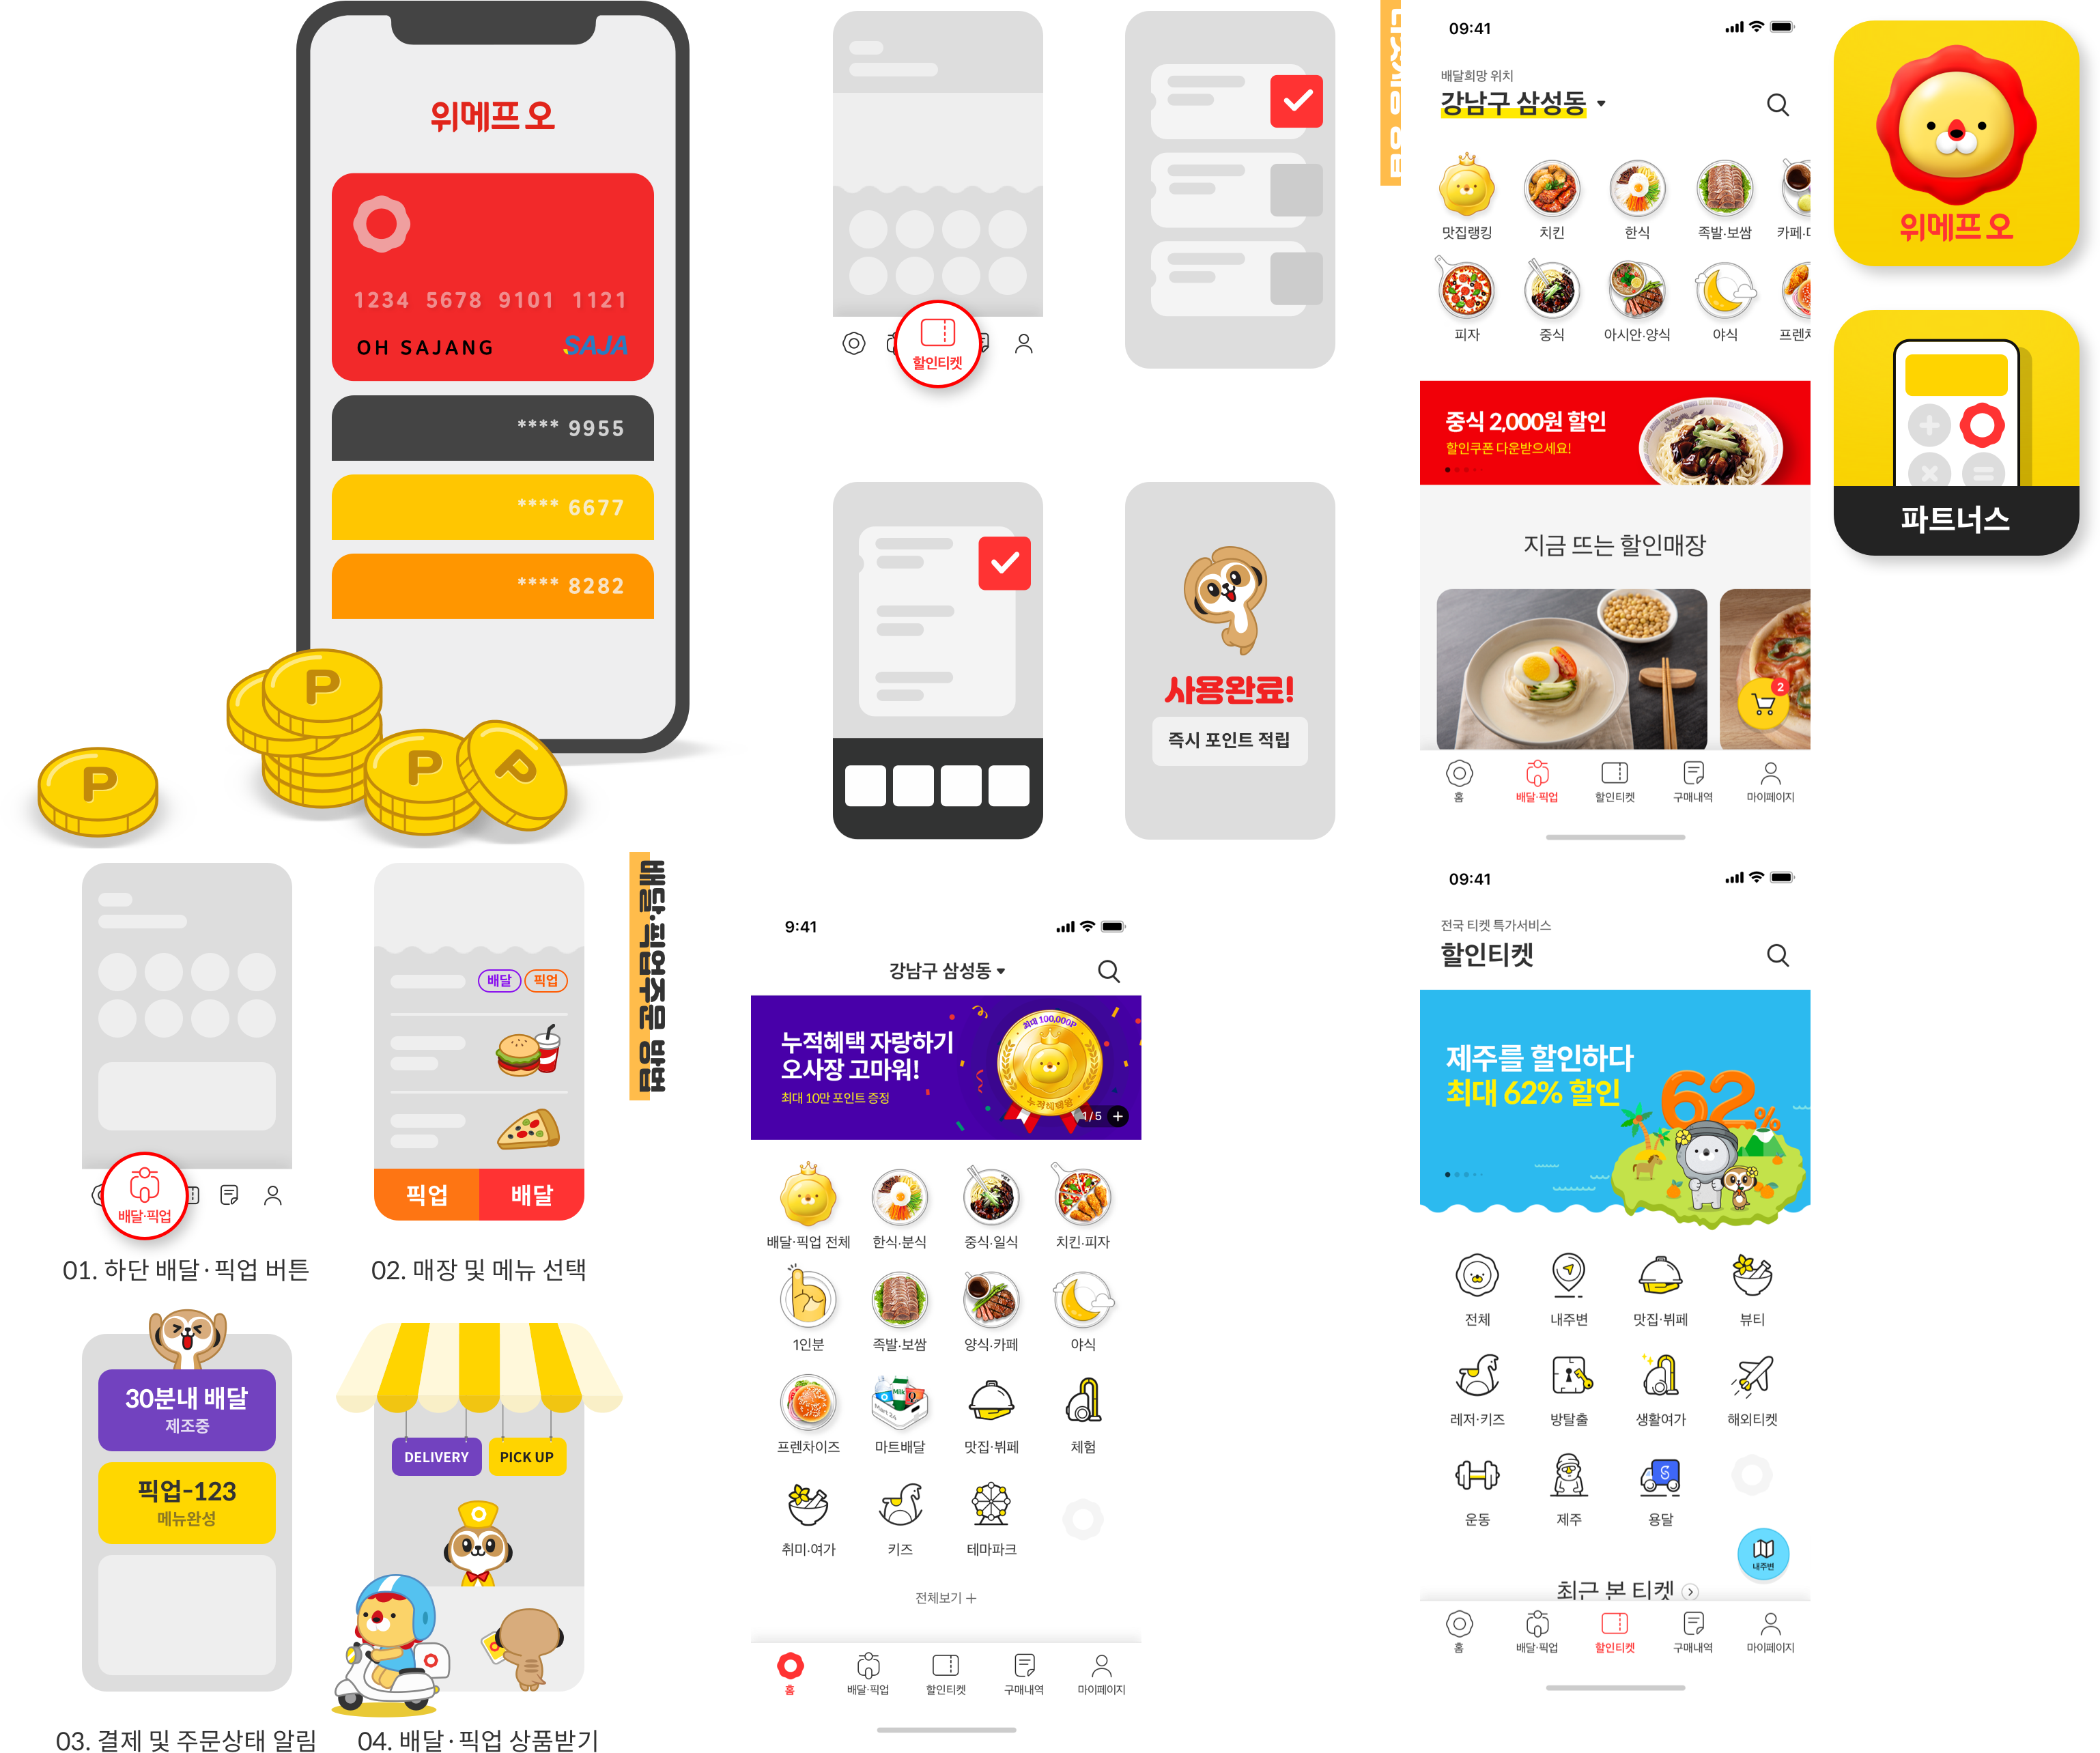 위메프오
1234 5678 9101 1121
OH SAJANG
SAJA
**** 9955
**** 6677
**** 8282
P
P
P
P
할인티켓
사용완료!
즉시 포인트 적립
09:41
배달희망 위치
강남구 삼성동
맛집랭킹
치킨
한식
족발·보쌈
피자
중식
아시안·양식
야식
중식 2,000원 할인
할인쿠폰 다운받으세요!
지금 뜨는 할인매장
2
홈
배달·픽업
할인티켓
구매내역
마이페이지
위메프오
파트너스
배달
픽업
배달·픽업
픽업
배달
배달·픽업주문 방법
01. 하단 배달·픽업 버튼
02. 매장 및 메뉴 선택
30분내 배달
제조중
픽업-123
메뉴완성
DELIVERY
PICK UP
03. 결제 및 주문상태 알림
04. 배달·픽업 상품받기
9:41
강남구 삼성동
누적혜택 자랑하기
오사장 고마워!
최대 10만 포인트 증정
최대 100,000P
누적혜택왕
1/5
배달·픽업 전체
한식·분식
중식·일식
치킨·피자
1인분
족발·보쌈
양식·카페
야식
Milk
Mart 24
프렌차이즈
마트배달
맛집·뷔페
체험
취미·여가
키즈
테마파크
전체보기 +
홈
배달·픽업
할인티켓
구매내역
마이페이지
09:41
전국 티켓 특가서비스
할인티켓
제주를 할인하다
최대 62% 할인
62%
전체
내주변
맛집·뷔페
뷰티
레저·키즈
방탈출
생활여가
해외티켓
운동
제주
용달
내주변
최근 본 티켓
홈
배달·픽업
할인티켓
구매내역
마이페이지